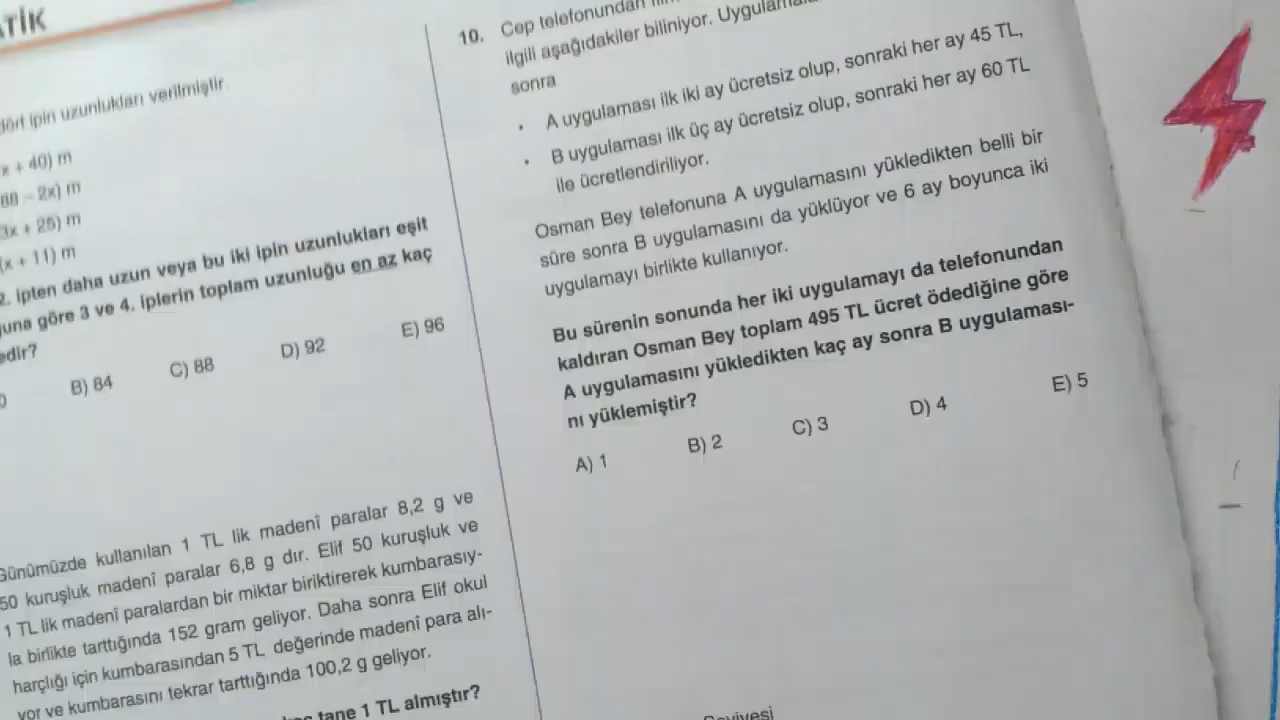 TİK
dört ipin uzunlukları verilmiştir.
x + 40) m
88 - 2x) m
3x + 25) m
(x + 11) m
2. ipten daha uzun veya bu iki ipin uzunlukları eşit
una göre 3 ve 4. iplerin toplam uzunluğu en az kaç
edir?
B) 84
C) 88
D) 92
E) 96
Günümüzde kullanılan 1 TL lik madenî paralar 8,2 g ve
50 kuruşluk madenî paralar 6,8 g dır. Elif 50 kuruşluk ve
1 TL lik madenî paralardan bir miktar biriktirerek kumbarasıy-
la birlikte tarttığında 152 gram geliyor. Daha sonra Elif okul
harçlığı için kumbarasından 5 TL değerinde madenî para alı-
yor ve kumbarasını tekrar tarttığında 100,2 g geliyor.
tane 1 TL almıştır?
10. Cep telefonundan
ilgili aşağıdakiler biliniyor.
sonra
• A uygulaması ilk iki ay ücretsiz olup, sonraki her ay 45 TL,
• B uygulaması ilk üç ay ücretsiz olup, sonraki her ay 60 TL
ile ücretlendiriliyor.
Osman Bey telefonuna A uygulamasını yükledikten belli bir
süre sonra B uygulamasını da yüklüyor ve 6 ay boyunca iki
uygulamayı birlikte kullanıyor.
Bu sürenin sonunda her iki uygulamayı da telefonundan
kaldıran Osman Bey toplam 495 TL ücret ödediğine göre
A uygulamasını yükledikten kaç ay sonra B uygulaması-
nı yüklemiştir?
A) 1
B) 2
C) 3
D) 4
E) 5